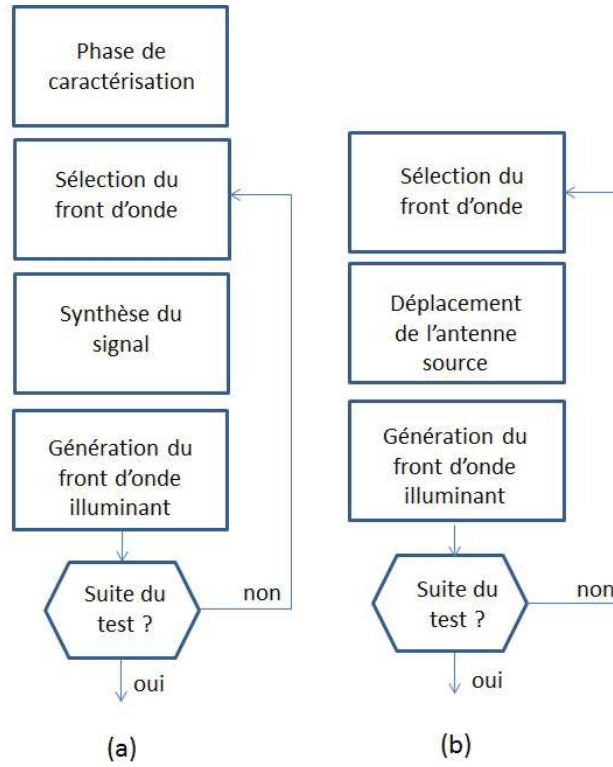 Phase de
caractérisation
Sélection du
front d'onde
Synthèse du
signal
Génération du
front d'onde
illuminant
Suite du
test ?
non
oui
(a)
Sélection du
front d'onde
Déplacement
de l'antenne
source
Génération du
front d'onde
illuminant
Suite du
test ?
non
oui
(b)